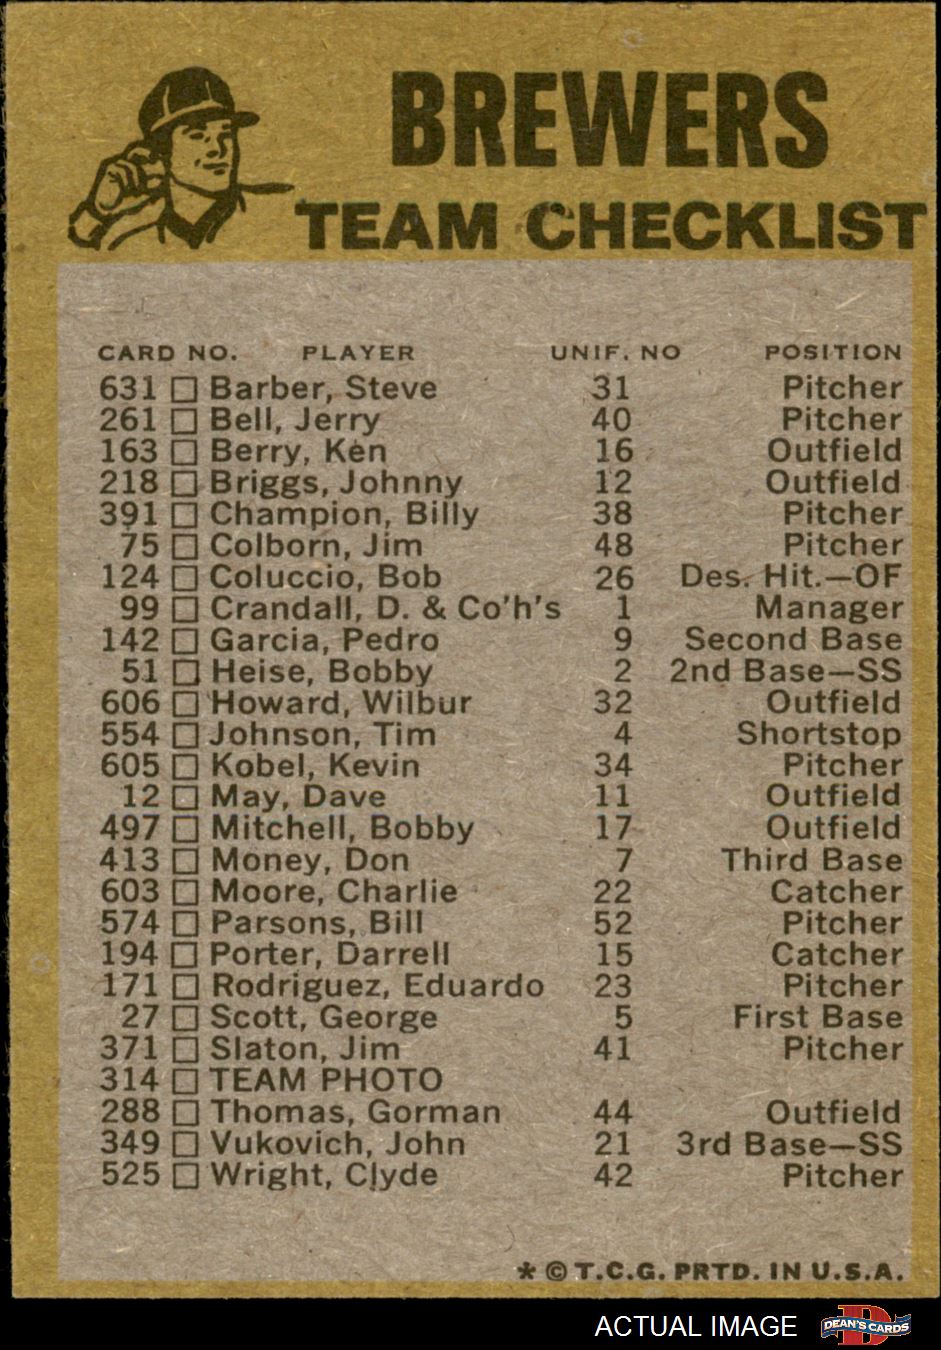 BREWERS
TEAM CHECKLIST
CARD NO. PLAYER UNIF. NO POSITION
631 □ Barber, Steve 31 Pitcher
261 □ Bell, Jerry 40 Pitcher
163 □ Berry, Ken 16 Outfield
218 □ Briggs, Johnny 12 Outfield
391 □ Champion, Billy 38 Pitcher
75 □ Colborn, Jim 48 Pitcher
124 □ Coluccio, Bob 26 Des. Hit.—OF
99 □ Crandall, D. & Co'h's 1 Manager
142 □ Garcia, Pedro 9 Second Base
51 □ Heise, Bobby 2 2nd Base—SS
606 □ Howard, Wilbur 32 Outfield
554 □ Johnson, Tim 4 Shortstop
605 □ Kobel, Kevin 34 Pitcher
12 □ May, Dave 11 Outfield
497 □ Mitchell, Bobby 17 Outfield
413 □ Money, Don 7 Third Base
603 □ Moore, Charlie 22 Catcher
574 □ Parsons, Bill 52 Pitcher
194 □ Porter, Darrell 15 Catcher
171 □ Rodriguez, Eduardo 23 Pitcher
27 □ Scott, George 5 First Base
371 □ Slaton, Jim 41 Pitcher
314 □ TEAM PHOTO
288 □ Thomas, Gorman 44 Outfield
349 □ Vukovich, John 21 3rd Base—SS
525 □ Wright, Clyde 42 Pitcher
* © T.C.G. PRTD. IN U.S.A.
ACTUAL IMAGE
D
DEAN'S CARDS